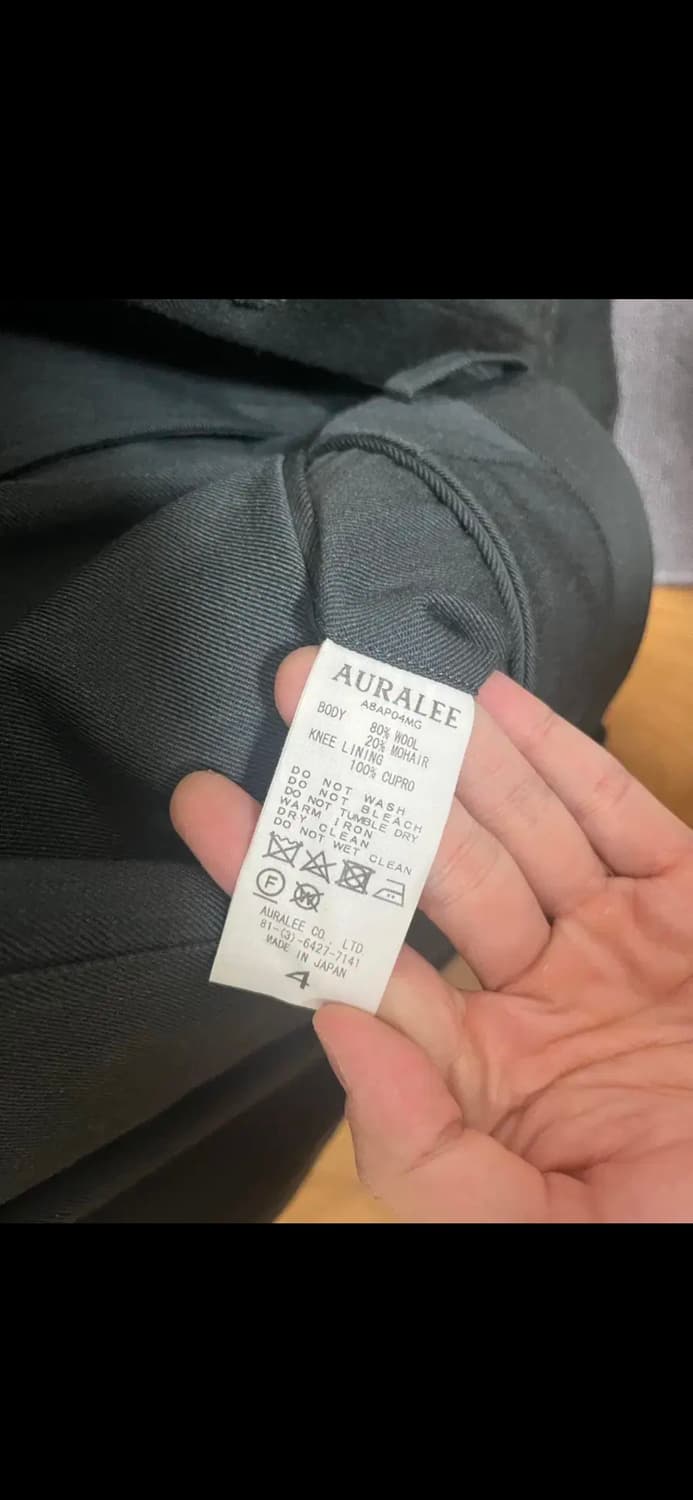 AURALEE
A8AP04MG
BODY 80% WOOL
20% MOHAIR
KNEE LINING
100% CUPRO
DO NOT WASH
DO NOT BLEACH
DO NOT TUMBLE DRY
WARM IRON
DRY CLEAN
DO NOT WET CLEAN
F W
AURALEE CO., LTD
81-(3)-6427-7141
MADE IN JAPAN
4